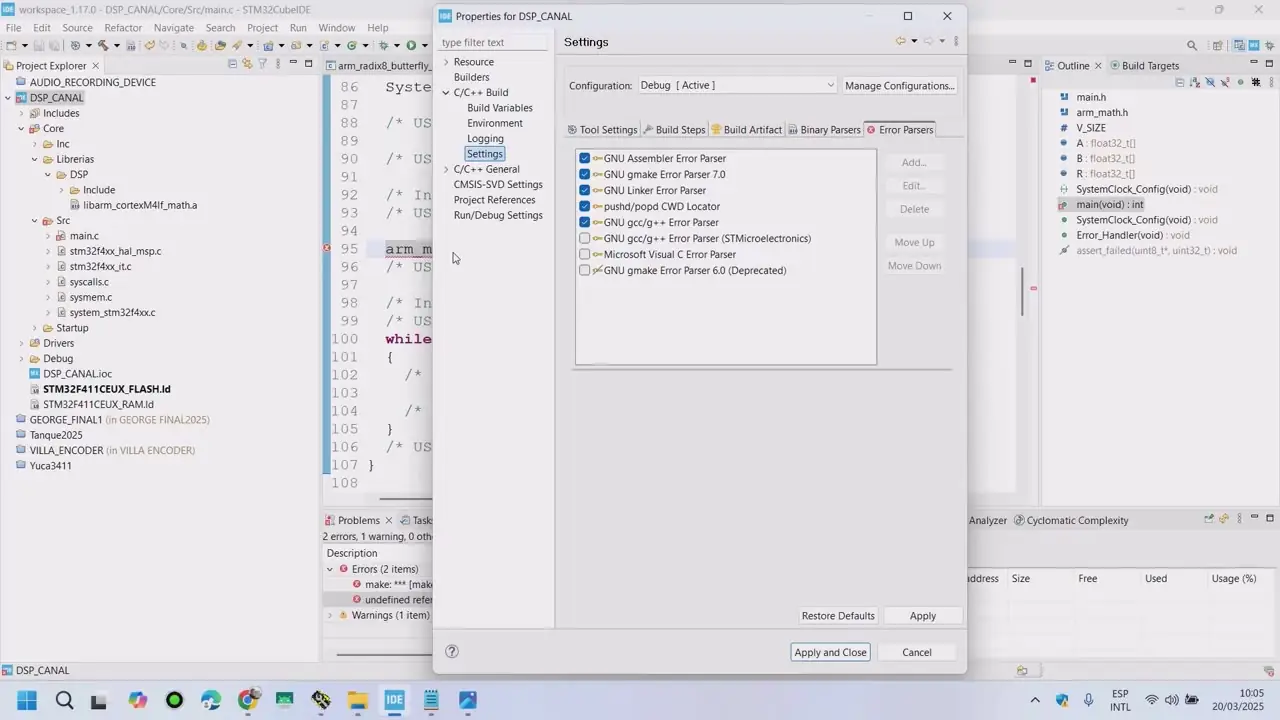 workspace_1.17.0 - DSP_CANAL/Core/Src/main.c - STM32CubeIDE
File Edit Source Refactor Navigate Search Project Run Window Help
Project Explorer
AUDIO_RECORDING_DEVICE
DSP_CANAL
Includes
Core
Inc
Librerias
DSP
Include
libarm_cortexM4lf_math.a
Src
main.c
stm32f4xx_hal_msp.c
stm32f4xx_it.c
syscalls.c
sysmem.c
system_stm32f4xx.c
Startup
Drivers
Debug
DSP_CANAL.ioc
STM32F411CEUX_FLASH.ld
STM32F411CEUX_RAM.ld
GEORGE_FINAL1 (in GEORGE FINAL2025)
Tanque2025
VILLA_ENCODER (in VILLA ENCODER)
Yuca3411
arm_radix8_butterfly_
86 Syste
87
88 /* US
89
90 /* US
91
92 /* In
93 /* US
94
95 arm_m
96 /* US
97
98 /* In
99 /* US
100 while
101 {
102 /*
103
104 /*
105 }
106 /* US
107 }
108
Problems Tasks
2 errors, 1 warning, 0 othe
Description
Errors (2 items)
make: *** [make
undefined refer
Warnings (1 item)
Properties for DSP_CANAL
type filter text
Resource
Builders
C/C++ Build
Build Variables
Environment
Logging
Settings
C/C++ General
CMSIS-SVD Settings
Project References
Run/Debug Settings
Settings
Configuration: Debug [ Active ] Manage Configurations...
Tool Settings Build Steps Build Artifact Binary Parsers Error Parsers
GNU Assembler Error Parser
GNU gmake Error Parser 7.0
GNU Linker Error Parser
pushd/popd CWD Locator
GNU gcc/g++ Error Parser
GNU gcc/g++ Error Parser (STMicroelectronics)
Microsoft Visual C Error Parser
GNU gmake Error Parser 6.0 (Deprecated)
Add...
Edit...
Delete
Move Up
Move Down
Restore Defaults Apply
Apply and Close Cancel
Outline Build Targets
main.h
arm_math.h
V_SIZE
A : float32_t[]
B : float32_t[]
R : float32_t[]
SystemClock_Config(void) : void
main(void) : int
SystemClock_Config(void) : void
Error_Handler(void) : void
assert_failed(uint8_t*, uint32_t) : void
Analyzer Cyclomatic Complexity
address Size Free Used Usage (%)
DSP_CANAL
IDE
ESP
INTL
10:05
20/03/2025